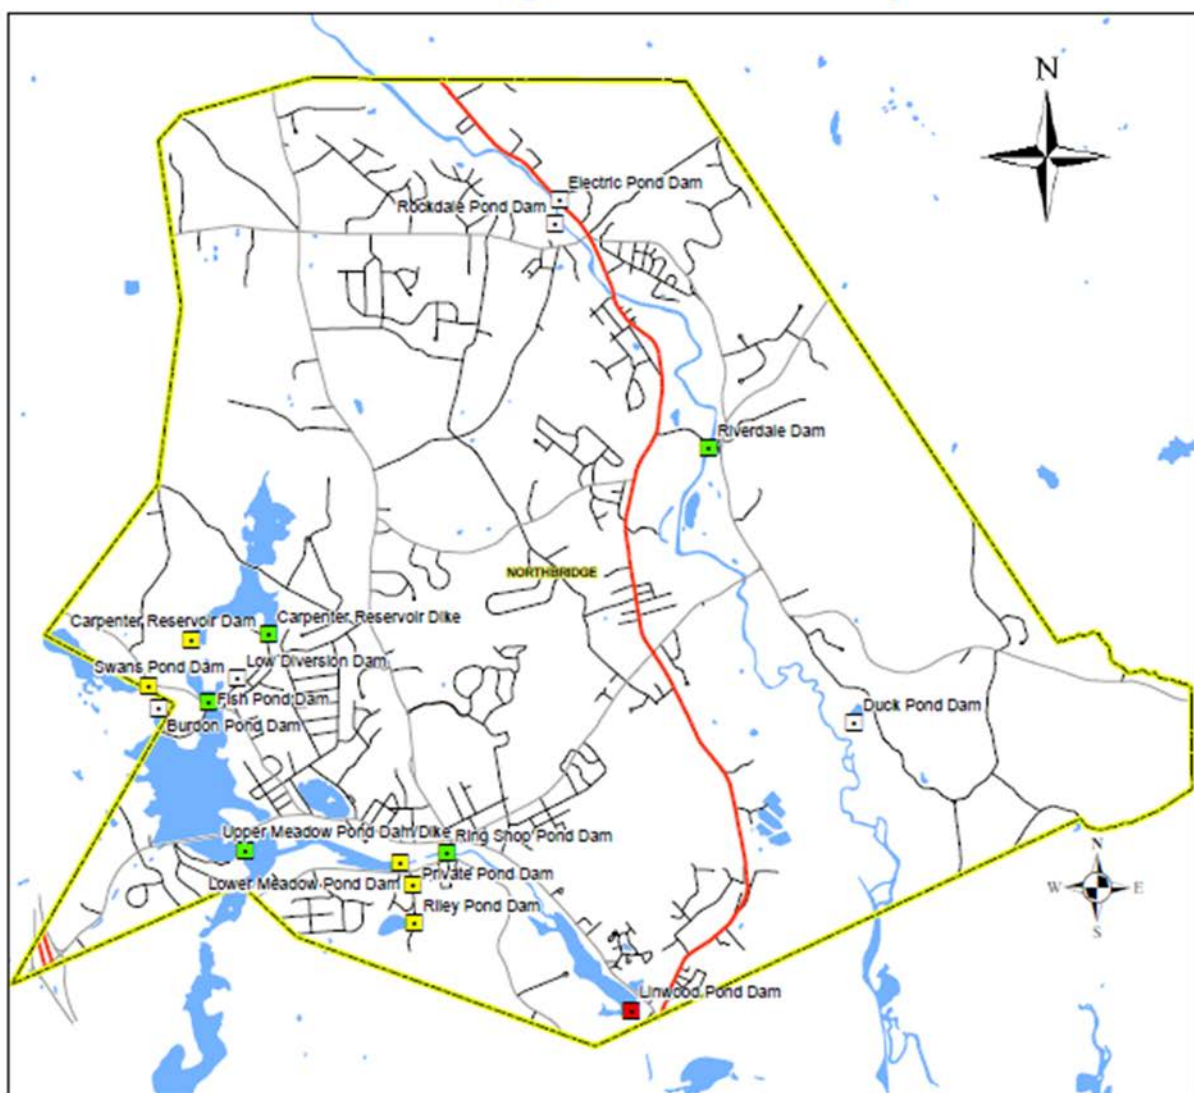 N
Electric Pond Dam
Rockdale Pond Dam
Riverdale Dam
NORTHBRIDGE
Carpenter Reservoir Dam
Carpenter Reservoir Dike
Swans Pond Dam
Low Diversion Dam
Fish Pond Dam
Burdon Pond Dam
Duck Pond Dam
Upper Meadow Pond Dam/Dike
Ring Shop Pond Dam
Lower Meadow Pond Dam
Private Pond Dam
Riley Pond Dam
N
W
E
S
Linwood Pond Dam